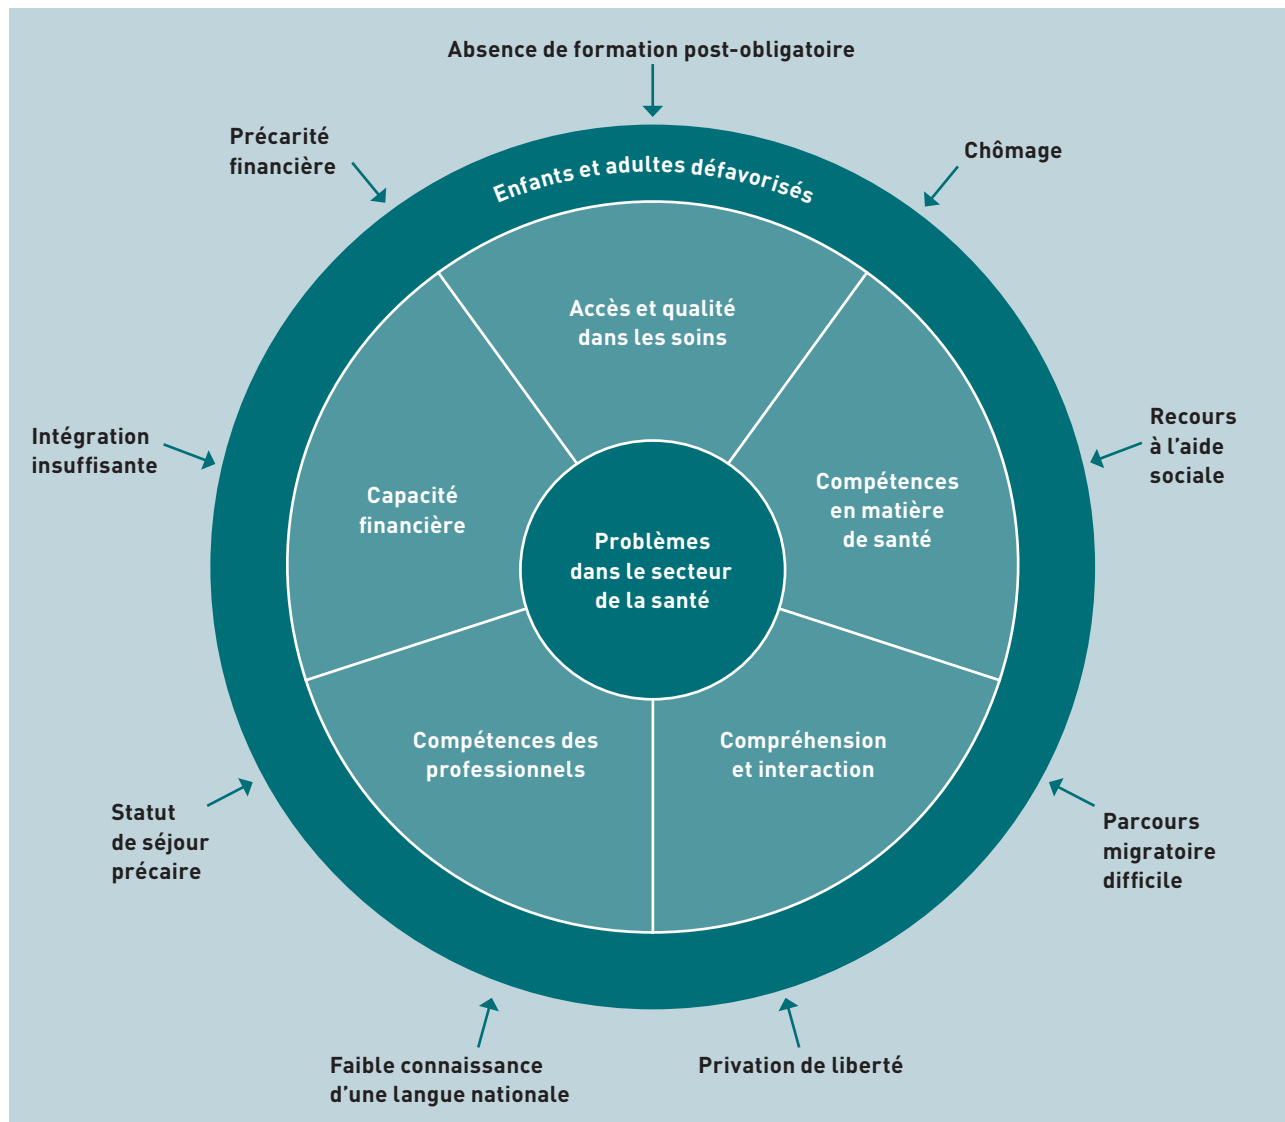 Absence de formation post-obligatoire
Précarité
financière
Chômage
Enfants et adultes défavorisés
Accès et qualité
dans les soins
Intégration
insuffisante
Recours
à l’aide
sociale
Capacité
financière
Compétences
en matière
de santé
Problèmes
dans le secteur
de la santé
Compétences des
professionnels
Compréhension
et interaction
Statut
de séjour
précaire
Parcours
migratoire
difficile
Faible connaissance
d’une langue nationale
Privation de liberté